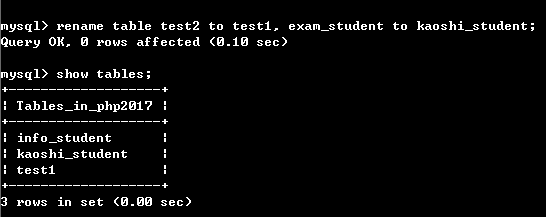 mysql> rename table test2 to test1, exam_student to kaoshi_student;
Query OK, 0 rows affected (0.10 sec)
mysql> show tables;
+-------------------+
¦ Tables_in_php2017 ¦
+-------------------+
¦ info_student      ¦
¦ kaoshi_student    ¦
¦ test1             ¦
+-------------------+
3 rows in set (0.00 sec)